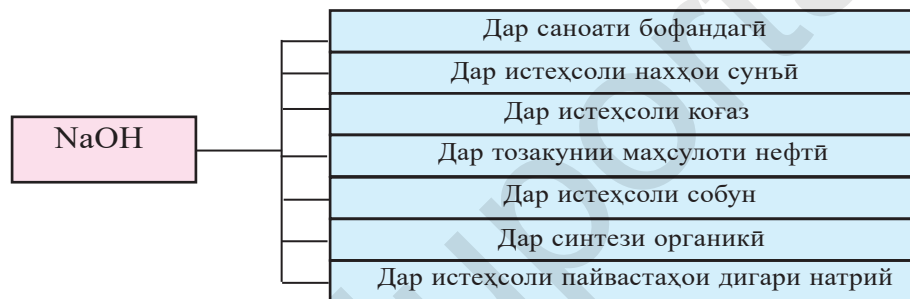 NaOH
Дар саноати бофандагӣ
Дар истеҳсоли наххои сунъӣ
Дар истеҳсоли коғаз
Дар тозакунии маҳсулоти нефтӣ
Дар истеҳсоли собун
Дар синтези органикӣ
Дар истеҳсоли пайвастаҳои дигари натрий